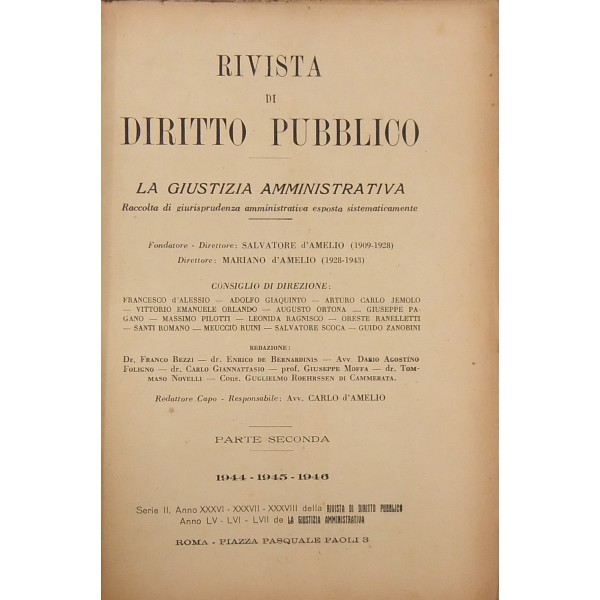 RIVISTA
DI
DIRITTO PUBBLICO
LA GIUSTIZIA AMMINISTRATIVA
Raccolta di giurisprudenza amministrativa esposta sistematicamente
Fondatore - Direttore: SALVATORE d'AMELIO (1909-1928)
Direttore: MARIANO d'AMELIO (1928-1943)
CONSIGLIO DI DIREZIONE:
FRANCESCO d'ALESSIO — ADOLFO GIAQUINTO — ARTURO CARLO JEMOLO
— VITTORIO EMANUELE ORLANDO — AUGUSTO ORTONA — GIUSEPPE PA-
GANO — MASSIMO PILOTTI — LEONIDA RAGNISCO — ORESTE RANELLETTI
— SANTI ROMANO — MEUCCIÒ RUINI — SALVATORE SCOCA — GUIDO ZANOBINI
REDAZIONE:
Dr. Franco Bezzi — dr. Enrico de Bernardinis — Avv Dario Agostino
Foligno — dr. Carlo Giannattasio — prof. Giuseppe Moffa — dr. Tom-
maso Novelli — Cons. Guglielmo Roehrssen di Cammerata.
Redattore Capo - Responsabile: Avv. CARLO d'AMELIO
PARTE SECONDA
1944 - 1945 - 1946
Serie II. Anno XXXVI - XXXVII - XXXVIII della RIVISTA DI DIRITTO PUBBLICO
Anno LV - LVI - LVII de LA GIUSTIZIA AMMINISTRATIVA
ROMA - PIAZZA PASQUALE PAOLI 3